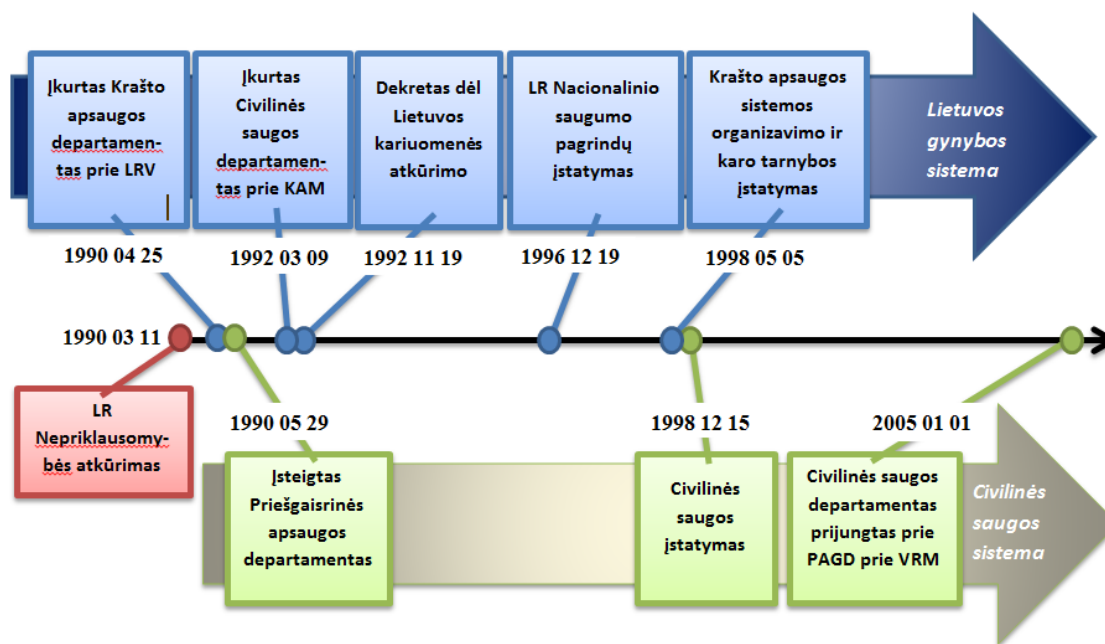 Įkurtas Krašto
apsaugos
departamen-
tas prie LRV
Įkurtas
Civilinės
saugos
departamen-
tas prie KAM
Dekretas dėl
Lietuvos
kariuomenės
atkūrimo
LR Nacionalinio
saugumo
pagrindų
įstatymas
Krašto apsaugos
sistemos
organizavimo ir
karo tarnybos
įstatymas
Lietuvos
gynybos
sistema
1990 04 25
1992 03 09
1992 11 19
1996 12 19
1998 05 05
1990 03 11
LR
Nepriklausomy-
bės atkūrimas
1990 05 29
1998 12 15
2005 01 01
Įsteigtas
Priešgaisrinės
apsaugos
departamentas
Civilinės
saugos
įstatymas
Civilinės saugos
departamentas
prijungtas prie
PAGD prie VRM
Civilinės
saugos
sistema